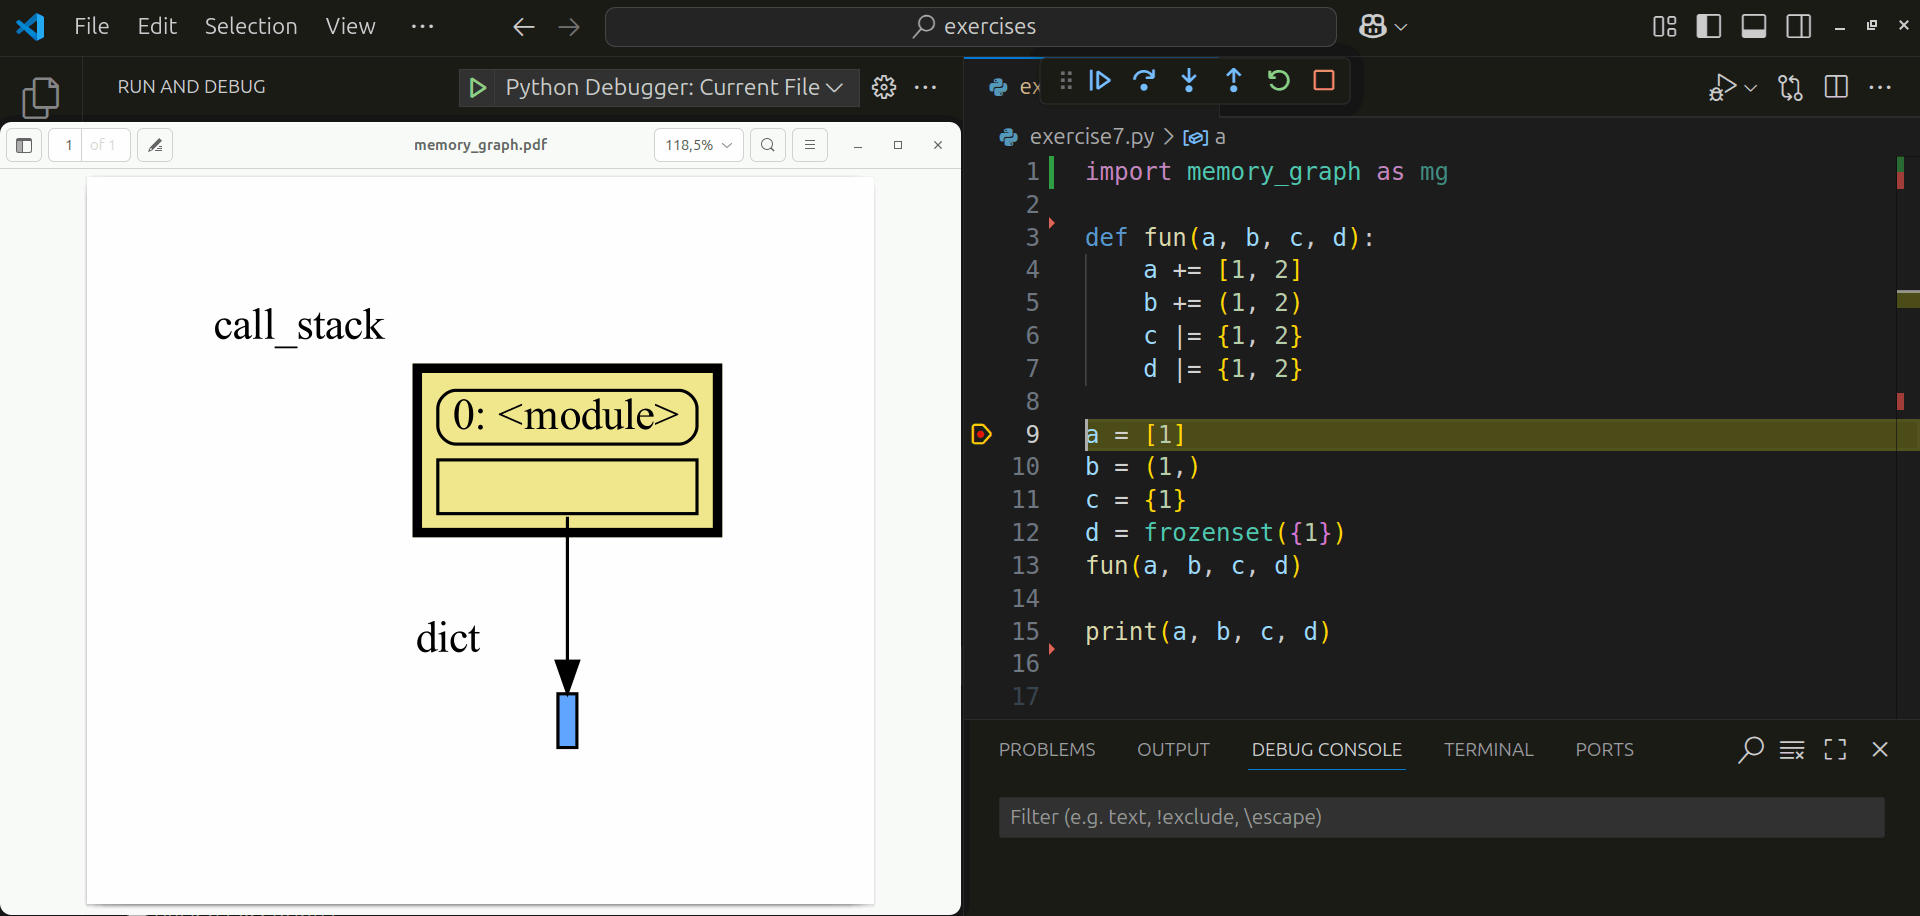 File Edit Selection View ···
exercises
RUN AND DEBUG
Python Debugger: Current File
ex
memory_graph.pdf
1 of 1
118,5%
call_stack
0: <module>
dict
exercise7.py > a
1 import memory_graph as mg
2
3 def fun(a, b, c, d):
4 a += [1, 2]
5 b += (1, 2)
6 c |= {1, 2}
7 d |= {1, 2}
8
9 a = [1]
10 b = (1,)
11 c = {1}
12 d = frozenset({1})
13 fun(a, b, c, d)
14
15 print(a, b, c, d)
16
17
PROBLEMS OUTPUT DEBUG CONSOLE TERMINAL PORTS
Filter (e.g. text, !exclude, \escape)